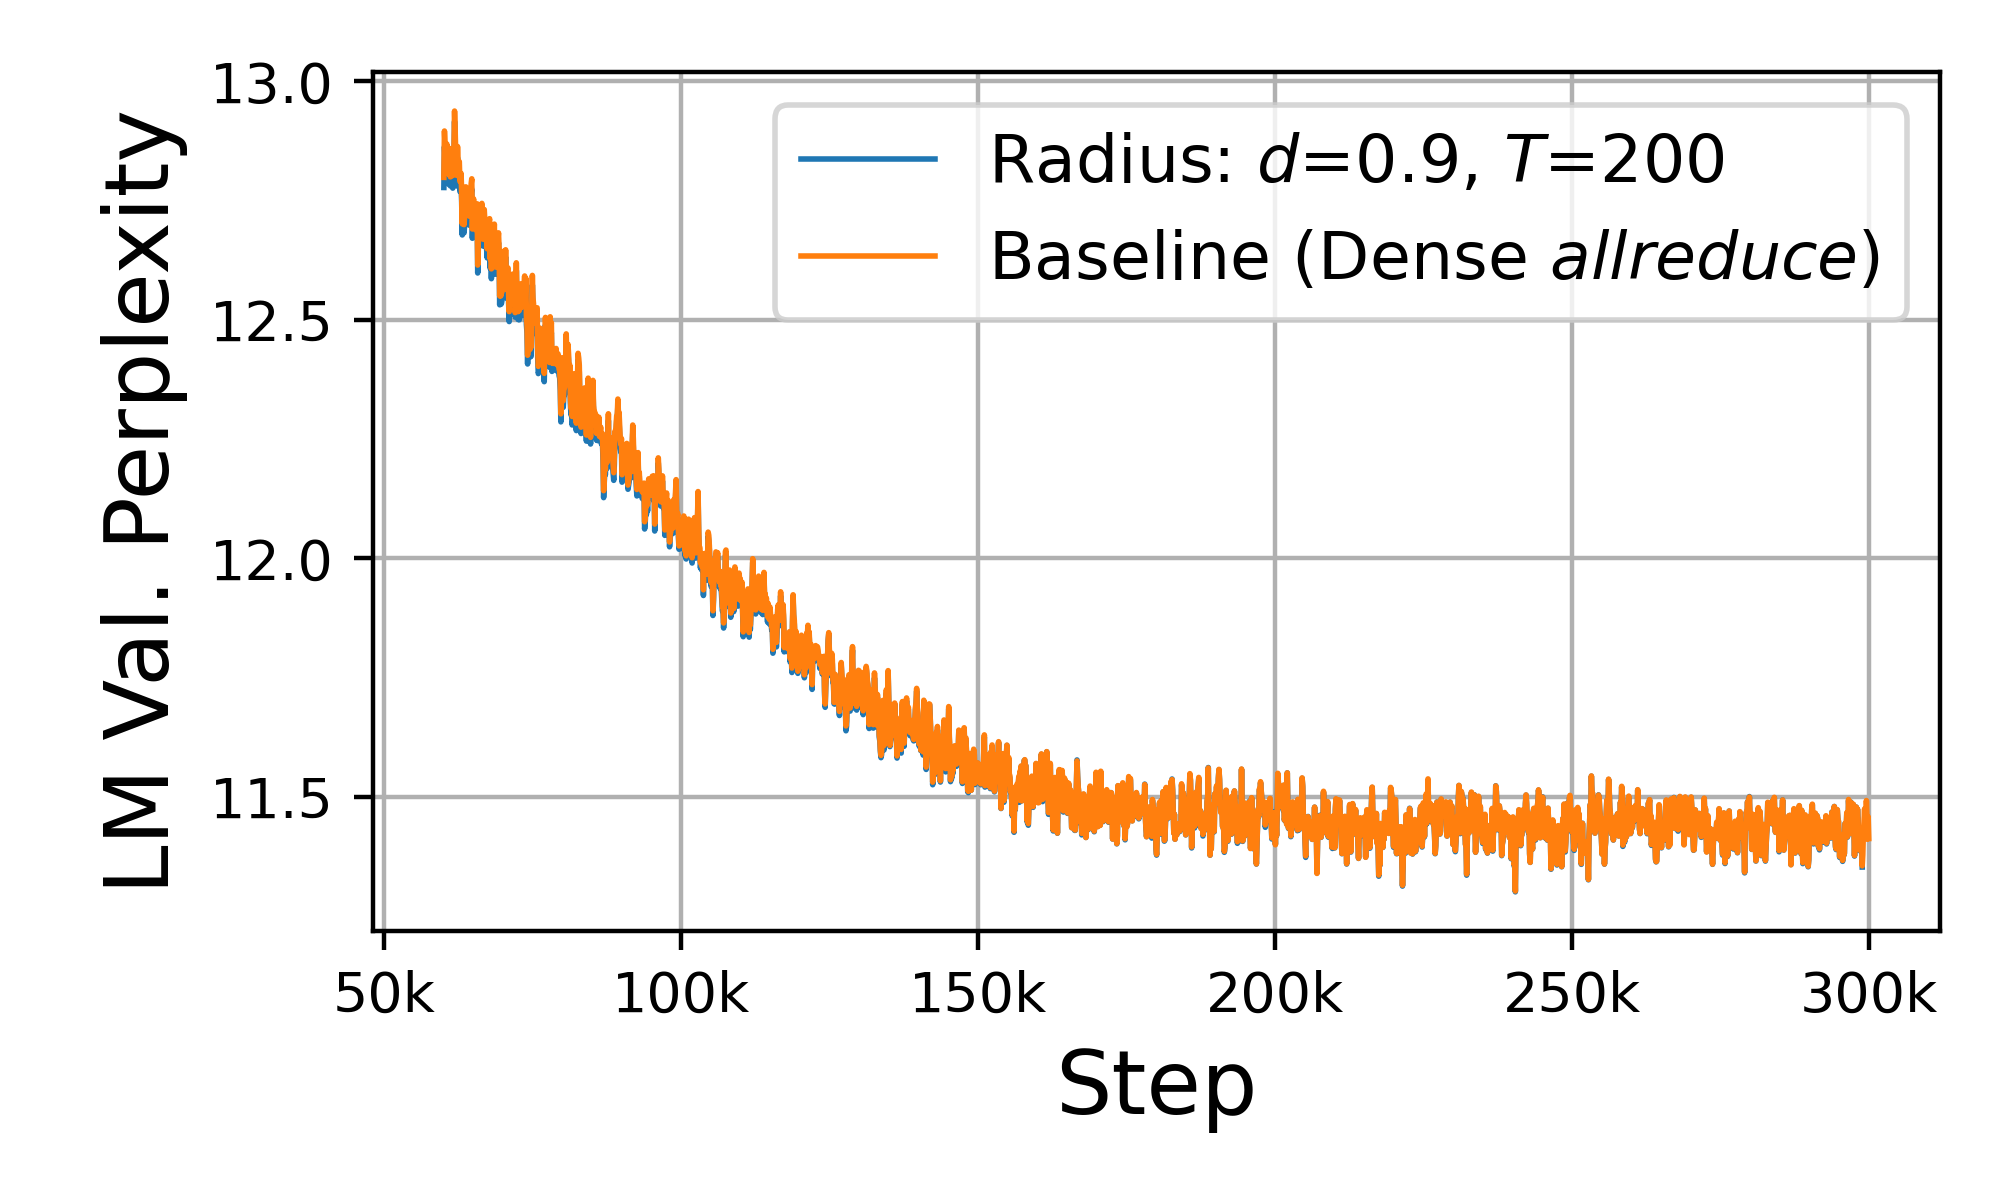 LM Val. Perplexity
13.0
12.5
12.0
11.5
Radius: d=0.9, T=200
Baseline (Dense allreduce)
50k 100k 150k 200k 250k 300k
Step